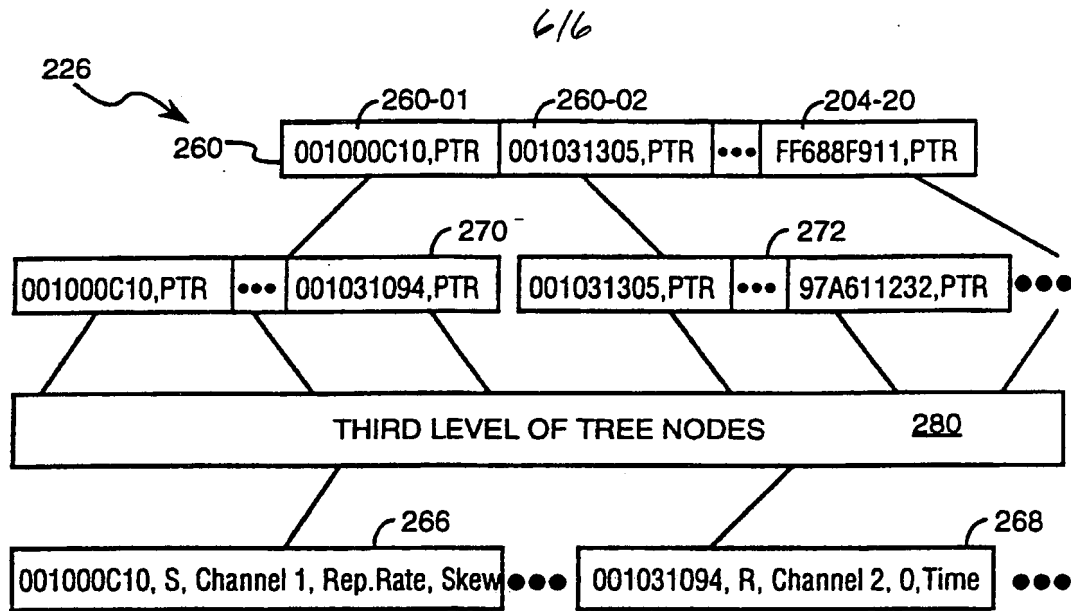 6/6
226
260-01 260-02 204-20
260
001000C10,PTR 001031305,PTR ●●● FF688F911,PTR
270 272
001000C10,PTR ●●● 001031094,PTR 001031305,PTR ●●● 97A611232,PTR ●●●
THIRD LEVEL OF TREE NODES 280
266 268
001000C10, S, Channel 1, Rep.Rate, Skew ●●● 001031094, R, Channel 2, 0,Time ●●●